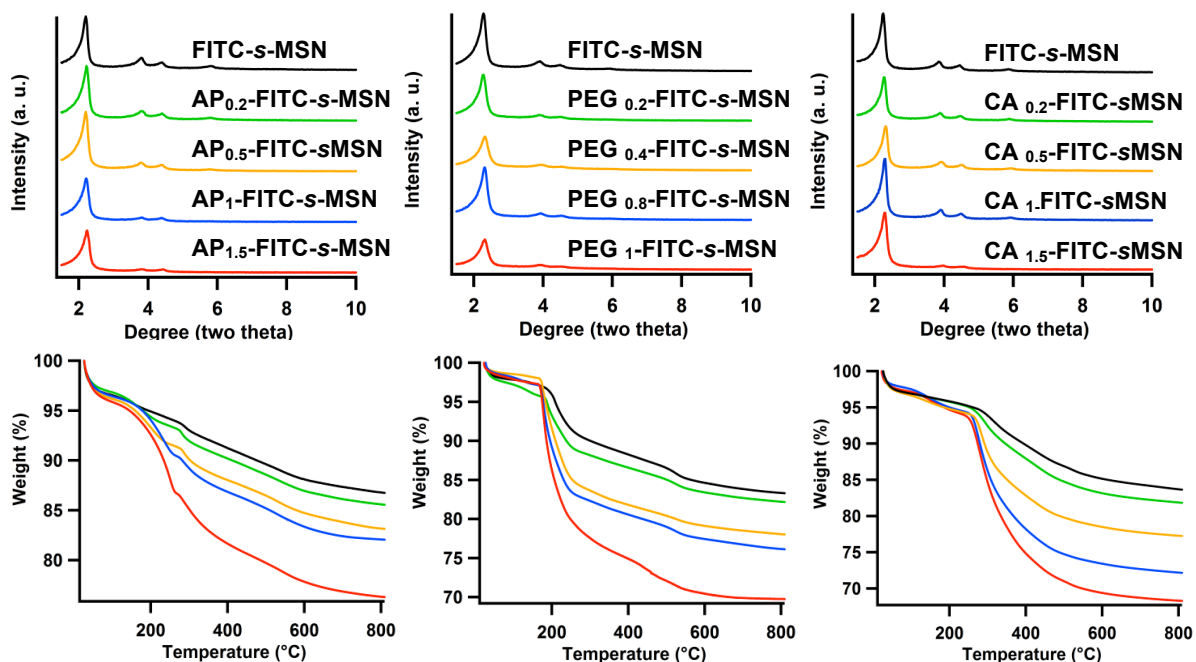 Intensity (a. u.)
FITC-s-MSN
AP0.2-FITC-s-MSN
AP0.5-FITC-sMSN
AP1-FITC-s-MSN
AP1.5-FITC-s-MSN
2 4 6 8 10
Degree (two theta)
Intensity (a. u.)
FITC-s-MSN
PEG 0.2-FITC-s-MSN
PEG 0.4-FITC-s-MSN
PEG 0.8-FITC-s-MSN
PEG 1-FITC-s-MSN
2 4 6 8 10
Degree (two theta)
Intensity (a. u.)
FITC-s-MSN
CA 0.2-FITC-sMSN
CA 0.5-FITC-sMSN
CA 1-FITC-sMSN
CA 1.5-FITC-sMSN
2 4 6 8 10
Degree (two theta)
Weight (%)
100
95
90
85
80
200 400 600 800
Temperature (°C)
Weight (%)
100
95
90
85
80
75
70
200 400 600 800
Temperature (°C)
Weight (%)
100
95
90
85
80
75
70
200 400 600 800
Temperature (°C)